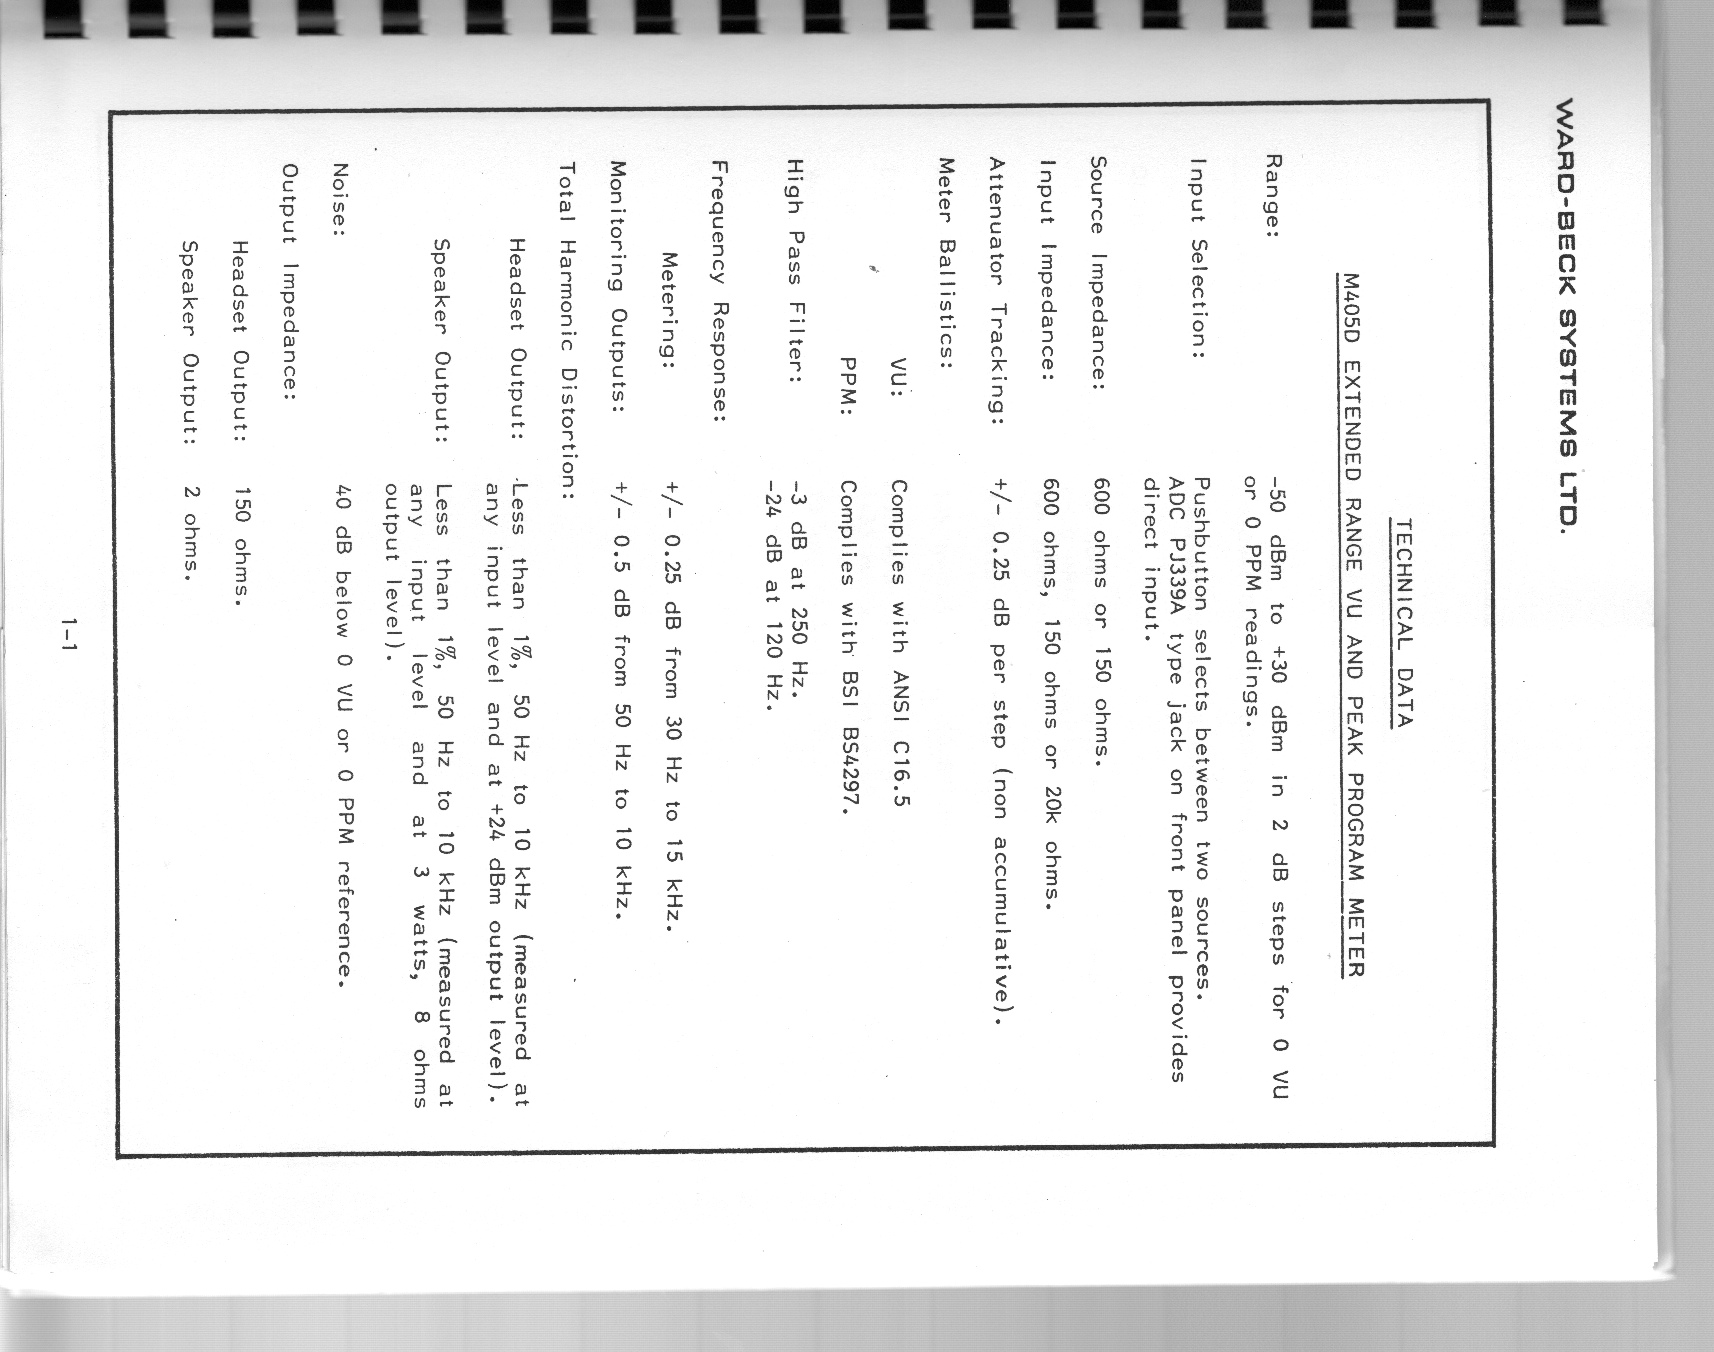 WARD-BECK SYSTEMS LTD.
TECHNICAL DATA
M405D EXTENDED RANGE VU AND PEAK PROGRAM METER
Range: -50 dBm to +30 dBm in 2 dB steps for 0 VU
or 0 PPM readings.
Input Selection: Pushbutton selects between two sources.
ADC PJ339A type jack on front panel provides
direct input.
Source Impedance: 600 ohms or 150 ohms.
Input Impedance: 600 ohms, 150 ohms or 20k ohms.
Attenuator Tracking: +/- 0.25 dB per step (non accumulative).
Meter Ballistics:
VU: Complies with ANSI C16.5
PPM: Complies with BSI BS4297.
High Pass Filter: -3 dB at 250 Hz.
-24 dB at 120 Hz.
Frequency Response:
Metering: +/- 0.25 dB from 30 Hz to 15 kHz.
Monitoring Outputs: +/- 0.5 dB from 50 Hz to 10 kHz.
Total Harmonic Distortion:
Headset Output: Less than 1%, 50 Hz to 10 kHz (measured at
any input level and at +24 dBm output level).
Speaker Output: Less than 1%, 50 Hz to 10 kHz (measured at
any input level and at 3 watts, 8 ohms
output level).
Noise: 40 dB below 0 VU or 0 PPM reference.
Output Impedance:
Headset Output: 150 ohms.
Speaker Output: 2 ohms.
1-1